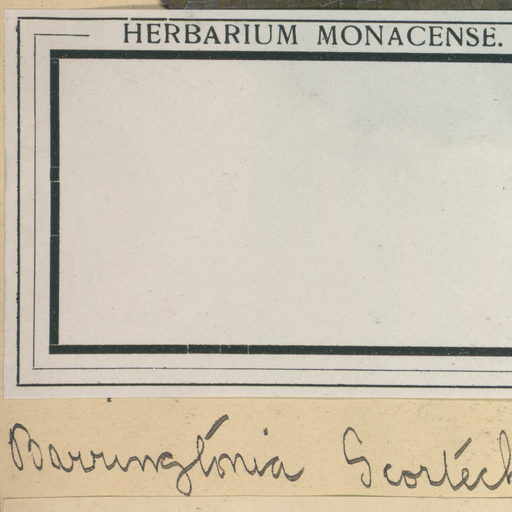 HERBARIUM MONACENSE.
Barringtonia Scortech